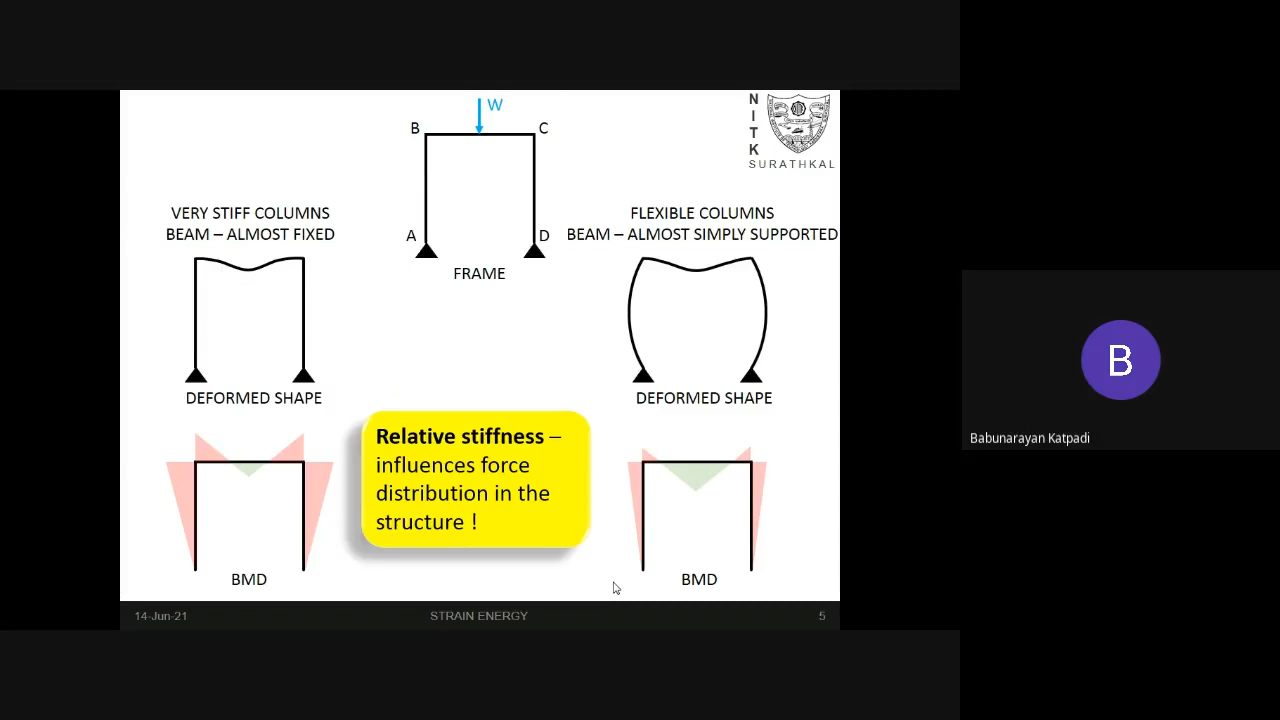 W
B
C
A
D
FRAME
N
I
T
K
SURATHKAL
VERY STIFF COLUMNS
BEAM – ALMOST FIXED
FLEXIBLE COLUMNS
BEAM – ALMOST SIMPLY SUPPORTED
DEFORMED SHAPE
DEFORMED SHAPE
Relative stiffness –
influences force
distribution in the
structure !
BMD
BMD
14-Jun-21
STRAIN ENERGY
5
B
Babunarayan Katpadi